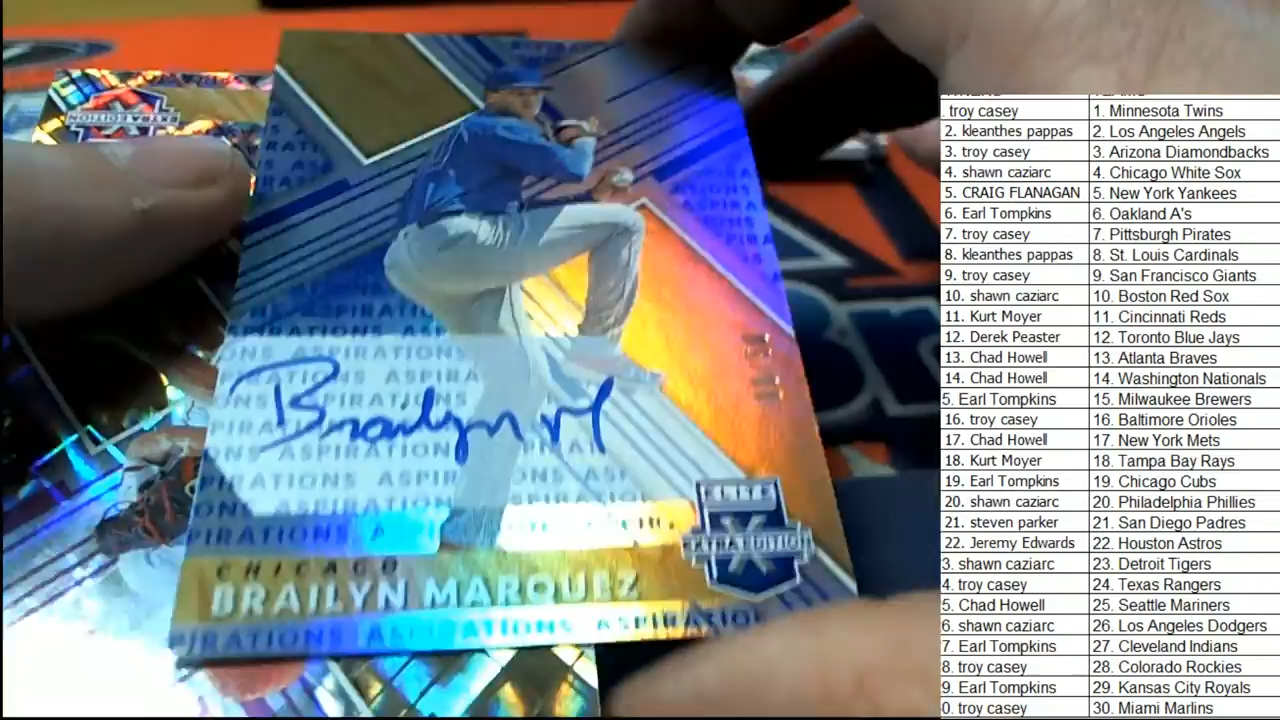 Brailyn M
CHICAGO
BRAILYN MARQUEZ
ELITE
EXTRA EDITION
ASPIRATIONS ASPIRATIONS
troy casey 1. Minnesota Twins
2. kleanthes pappas 2. Los Angeles Angels
3. troy casey 3. Arizona Diamondbacks
4. shawn caziarc 4. Chicago White Sox
5. CRAIG FLANAGAN 5. New York Yankees
6. Earl Tompkins 6. Oakland A's
7. troy casey 7. Pittsburgh Pirates
8. kleanthes pappas 8. St. Louis Cardinals
9. troy casey 9. San Francisco Giants
10. shawn caziarc 10. Boston Red Sox
11. Kurt Moyer 11. Cincinnati Reds
12. Derek Peaster 12. Toronto Blue Jays
13. Chad Howell 13. Atlanta Braves
14. Chad Howell 14. Washington Nationals
5. Earl Tompkins 15. Milwaukee Brewers
16. troy casey 16. Baltimore Orioles
17. Chad Howell 17. New York Mets
18. Kurt Moyer 18. Tampa Bay Rays
19. Earl Tompkins 19. Chicago Cubs
20. shawn caziarc 20. Philadelphia Phillies
21. steven parker 21. San Diego Padres
22. Jeremy Edwards 22. Houston Astros
3. shawn caziarc 23. Detroit Tigers
4. troy casey 24. Texas Rangers
5. Chad Howell 25. Seattle Mariners
6. shawn caziarc 26. Los Angeles Dodgers
7. Earl Tompkins 27. Cleveland Indians
8. troy casey 28. Colorado Rockies
9. Earl Tompkins 29. Kansas City Royals
0. troy casey 30. Miami Marlins